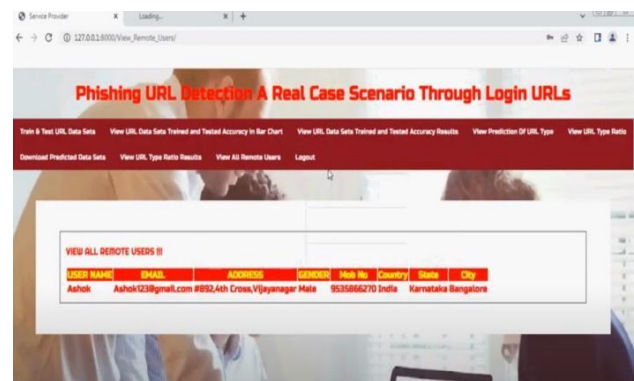 Service Provider
Loading...
127.0.0.1:8000/View_Remote_Users/
Phishing URL Detection A Real Case Scenario Through Login URLs
Train & Test URL Data Sets View URL Data Sets Trained and Tested Accuracy in Bar Chart View URL Data Sets Trained and Tested Accuracy Results View Prediction Of URL Type View URL Type Ratio
Download Predicted Data Sets View URL Type Ratio Results View All Remote Users Logout
VIEW ALL REMOTE USERS !!!
USER NAME EMAIL ADDRESS GENDER Mob No Country State City
Ashok Ashok123@gmail.com #892,4th Cross,Vijayanagar Male 9535866270 India Karnataka Bangalore